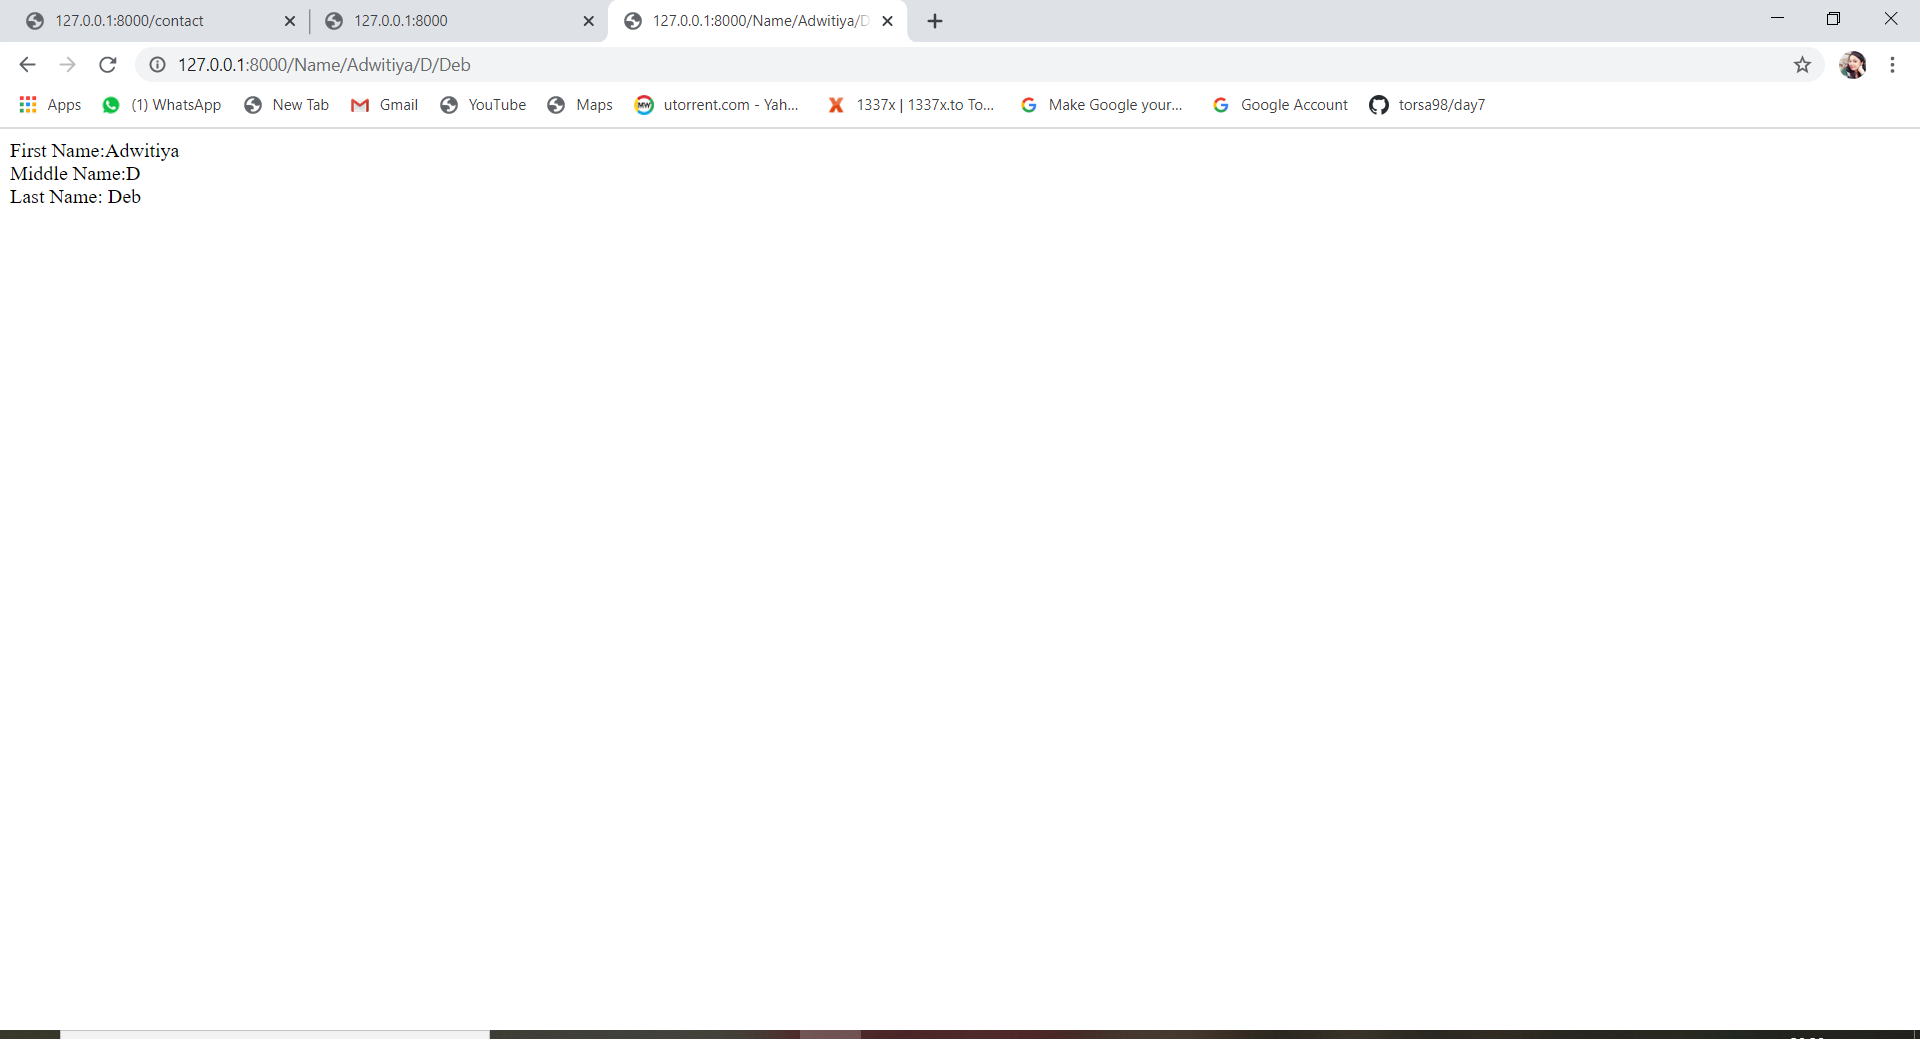 127.0.0.1:8000/contact
127.0.0.1:8000
127.0.0.1:8000/Name/Adwitiya/D
127.0.0.1:8000/Name/Adwitiya/D/Deb
Apps (1) WhatsApp New Tab Gmail YouTube Maps MW utorrent.com - Yah... 1337x | 1337x.to To... Make Google your... Google Account torsa98/day7
First Name:Adwitiya
Middle Name:D
Last Name: Deb